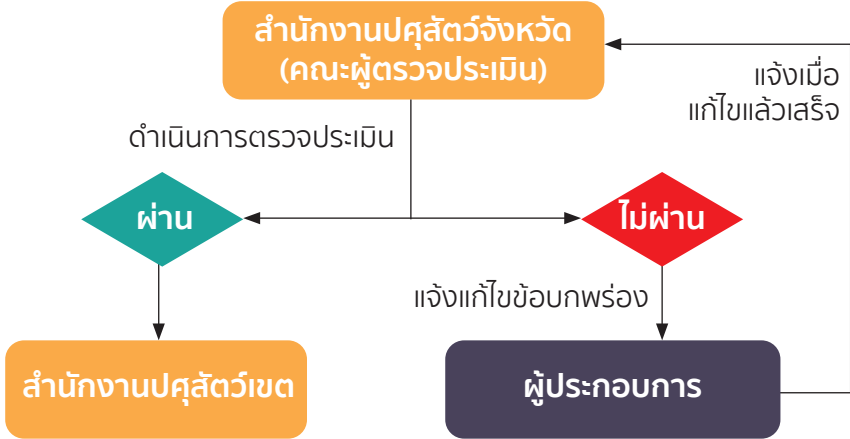 สำนักงานปศุสัตว์จังหวัด
(คณะผู้ตรวจประเมิน)
แจ้งเมื่อ
แก้ไขแล้วเสร็จ
ดำเนินการตรวจประเมิน
ผ่าน
ไม่ผ่าน
แจ้งแก้ไขข้อบกพร่อง
สำนักงานปศุสัตว์เขต
ผู้ประกอบการ